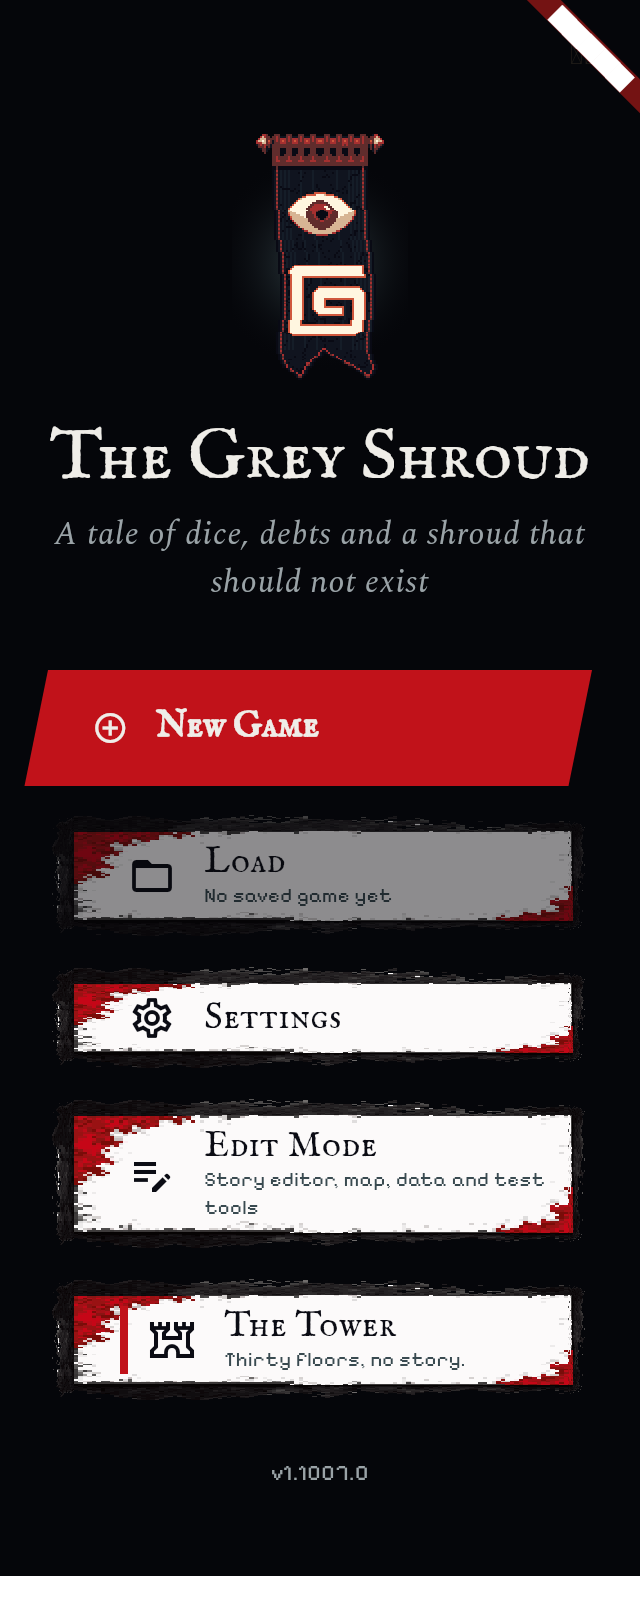 The Grey Shroud
A tale of dice, debts and a shroud that
should not exist
New Game
Load
No saved game yet
Settings
Edit Mode
Story editor, map, data and test
tools
The Tower
Thirty floors, no story.
v1.1007.0